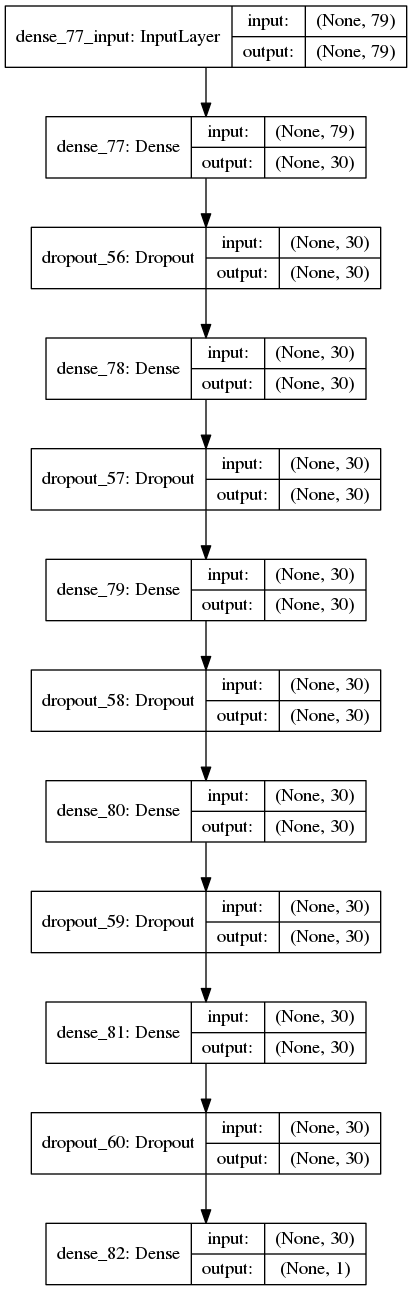 dense_77_input: InputLayer
input: (None, 79)
output: (None, 79)
dense_77: Dense
input: (None, 79)
output: (None, 30)
dropout_56: Dropout
input: (None, 30)
output: (None, 30)
dense_78: Dense
input: (None, 30)
output: (None, 30)
dropout_57: Dropout
input: (None, 30)
output: (None, 30)
dense_79: Dense
input: (None, 30)
output: (None, 30)
dropout_58: Dropout
input: (None, 30)
output: (None, 30)
dense_80: Dense
input: (None, 30)
output: (None, 30)
dropout_59: Dropout
input: (None, 30)
output: (None, 30)
dense_81: Dense
input: (None, 30)
output: (None, 30)
dropout_60: Dropout
input: (None, 30)
output: (None, 30)
dense_82: Dense
input: (None, 30)
output: (None, 1)